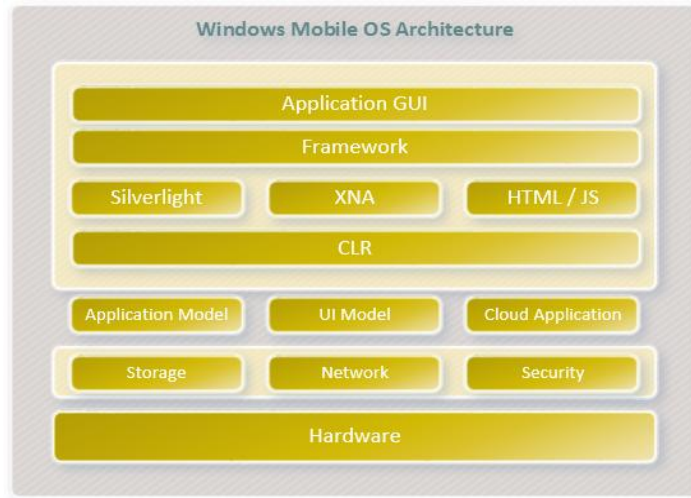 Windows Mobile OS Architecture
Application GUI
Framework
Silverlight XNA HTML / JS
CLR
Application Model UI Model Cloud Application
Storage Network Security
Hardware